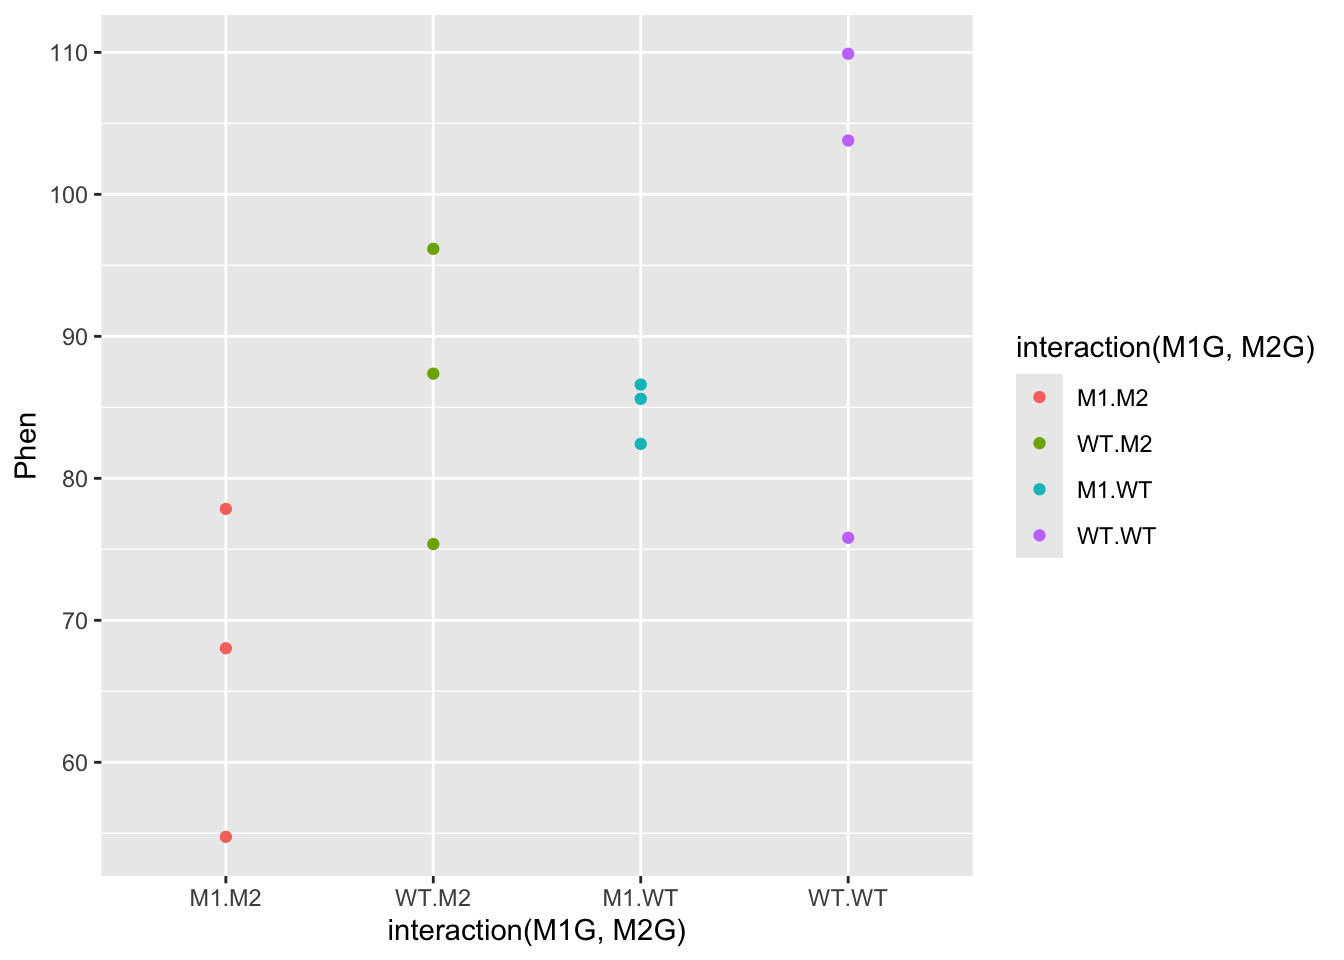 110
100
90
80
70
60
Phen
M1.M2 WT.M2 M1.WT WT.WT
interaction(M1G, M2G)
interaction(M1G, M2G)
M1.M2
WT.M2
M1.WT
WT.WT